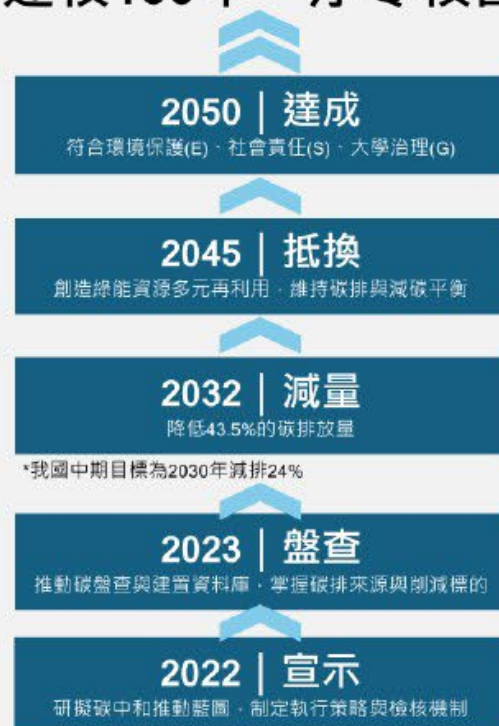 100年
2050｜達成
符合環境保護(E)、社會責任(S)、大學治理(G)
2045｜抵換
創造綠能資源多元再利用，維持碳排與減碳平衡
2032｜減量
降低43.5%的碳排放量
*我國中期目標為2030年減排24%
2023｜盤查
推動碳盤查與建置資料庫，掌握碳排來源與削減標的
2022｜宣示
研擬碳中和推動藍圖，制定執行策略與檢核機制